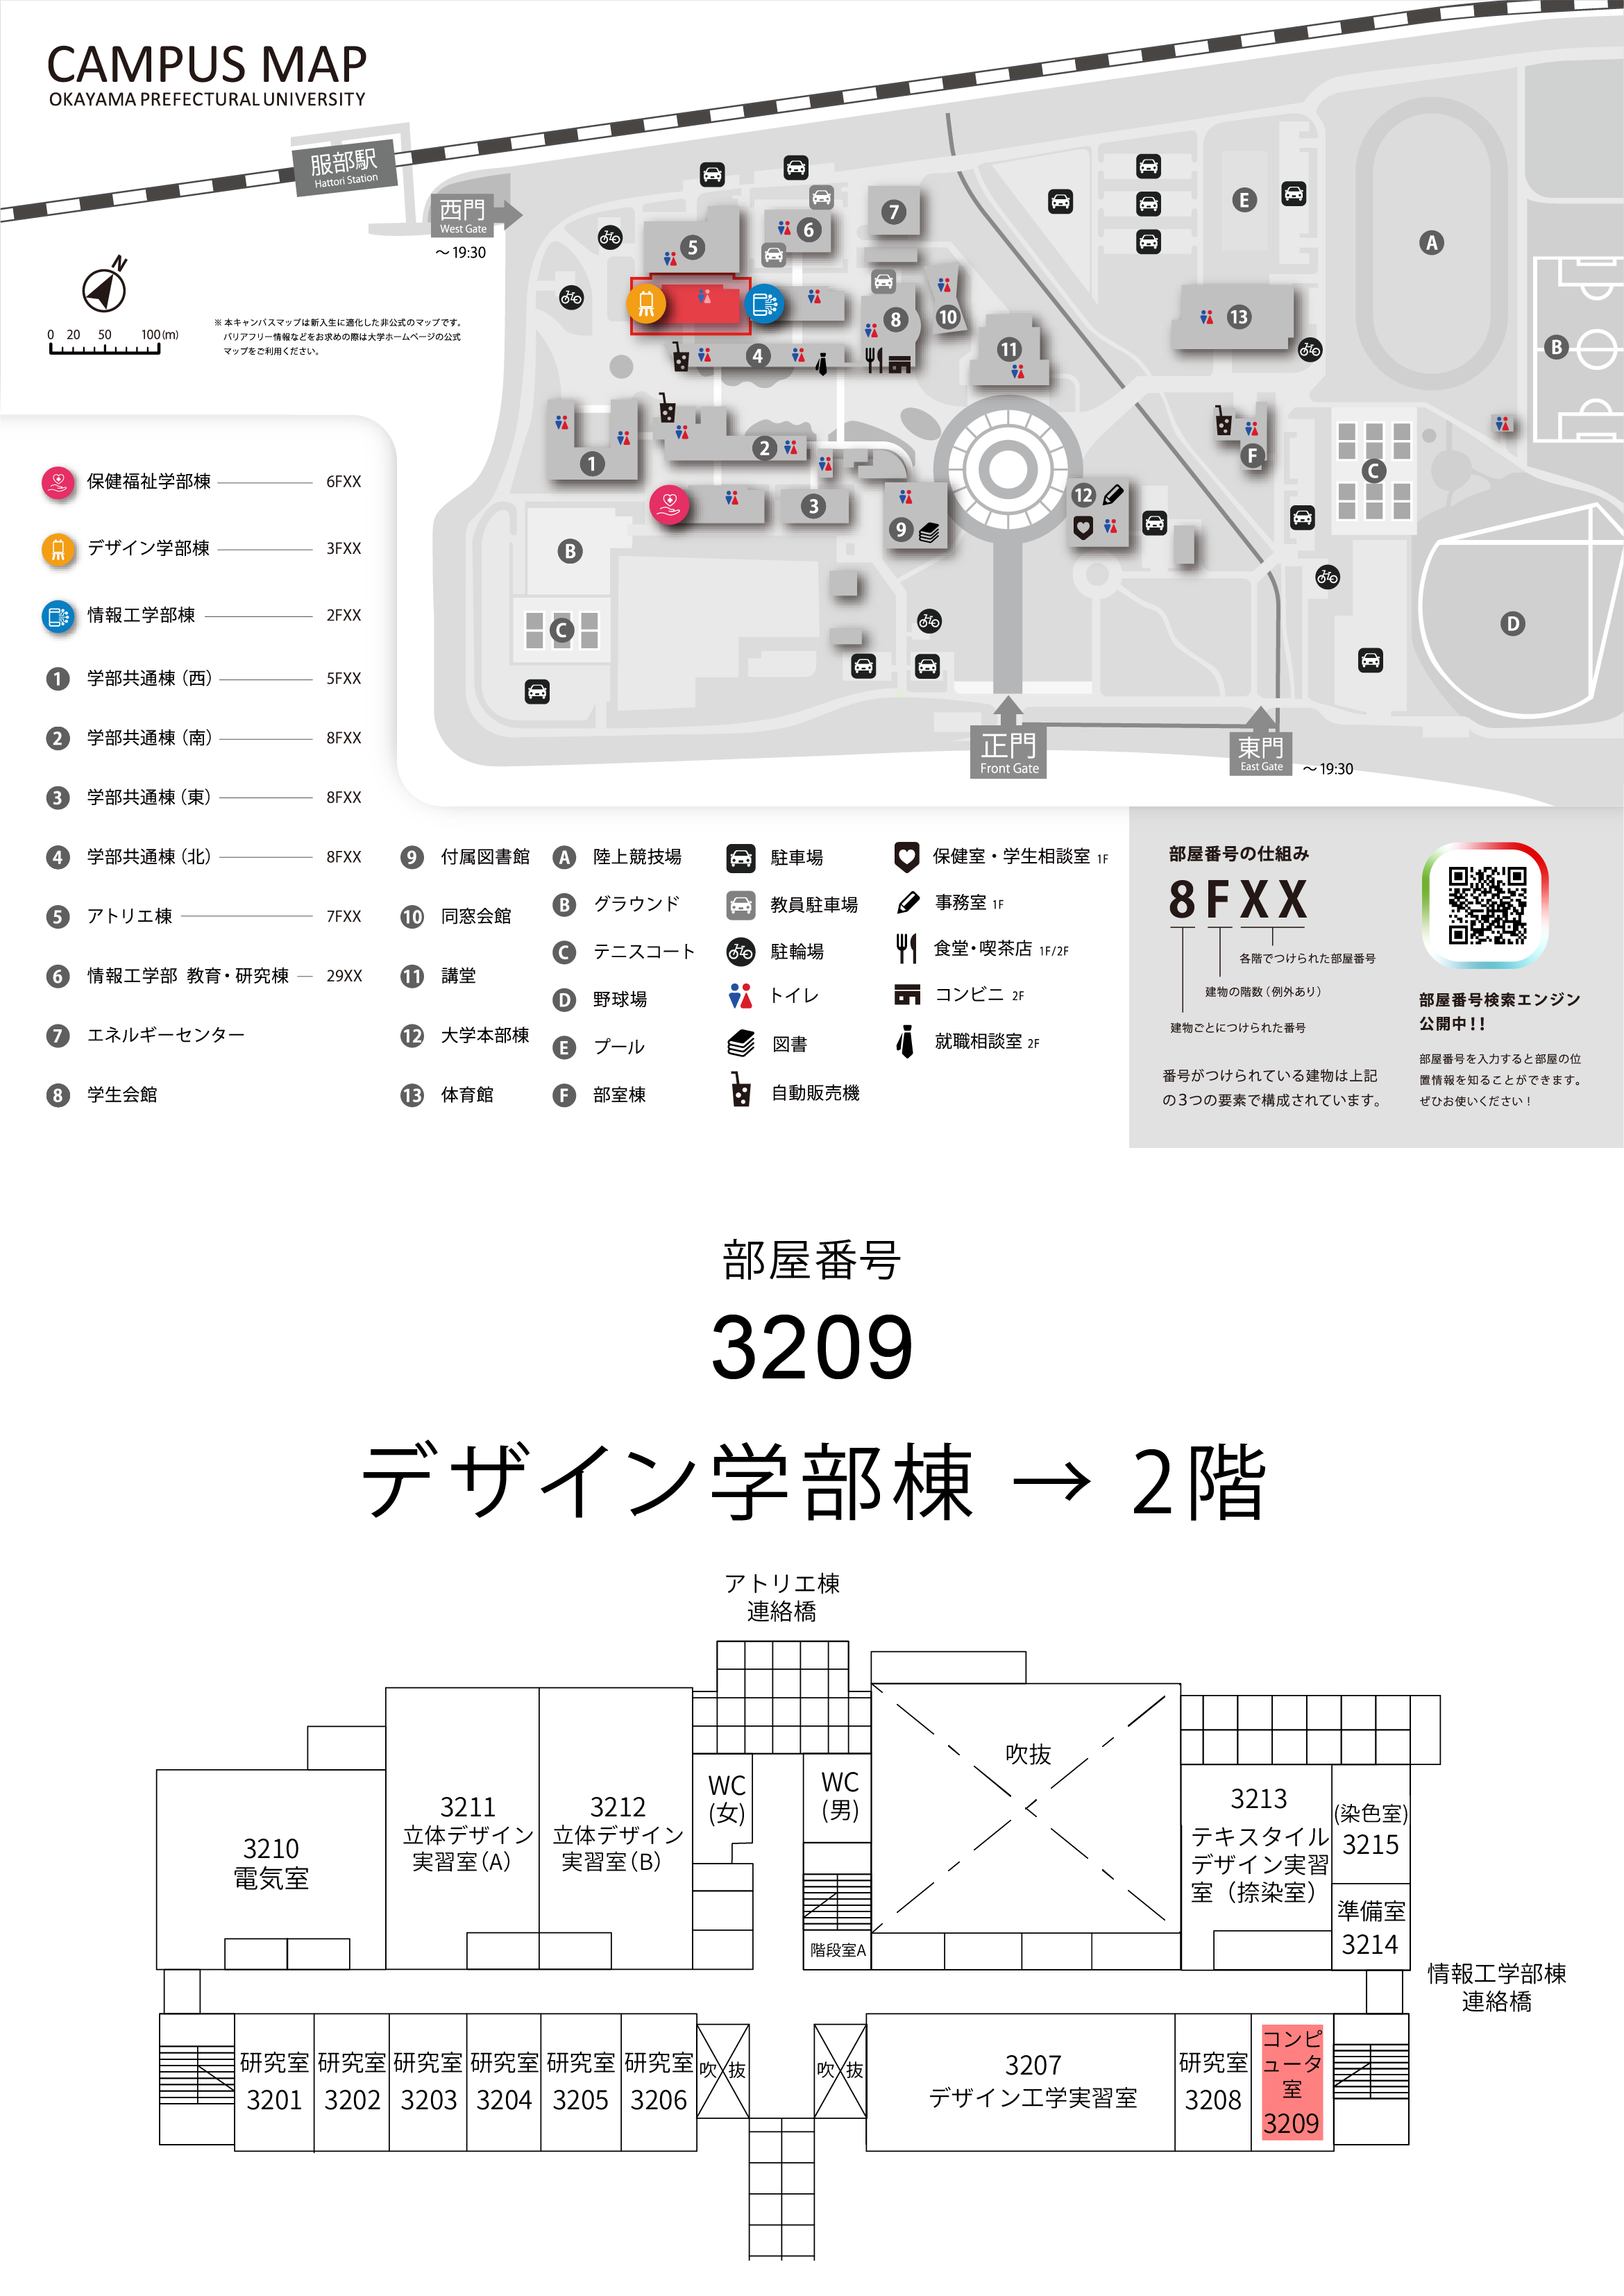 CAMPUS MAP
OKAYAMA PREFECTURAL UNIVERSITY
服部駅
Hattori Station
西門
West Gate
～19:30
N
0 20 50 100(m)
※ 本キャンパスマップは新入生に適化した非公式のマップです。
バリアフリー情報などをお求めの際は大学ホームページの公式
マップをご利用ください。
5
6
7
8
10
11
4
13
E
A
B
1
2
3
9
12
F
C
B
C
D
正門
Front Gate
東門
East Gate
～19:30
保健福祉学部棟 6FXX
デザイン学部棟 3FXX
情報工学部棟 2FXX
1 学部共通棟（西） 5FXX
2 学部共通棟（南） 8FXX
3 学部共通棟（東） 8FXX
4 学部共通棟（北） 8FXX
5 アトリエ棟 7FXX
6 情報工学部 教育・研究棟 29XX
7 エネルギーセンター
8 学生会館
9 付属図書館
10 同窓会館
11 講堂
12 大学本部棟
13 体育館
A 陸上競技場
B グラウンド
C テニスコート
D 野球場
E プール
F 部室棟
駐車場
教員駐車場
駐輪場
トイレ
図書
自動販売機
保健室・学生相談室 1F
事務室 1F
食堂・喫茶店 1F/2F
コンビニ 2F
就職相談室 2F
部屋番号の仕組み
8FXX
各階でつけられた部屋番号
建物の階数（例外あり）
建物ごとにつけられた番号
番号がつけられている建物は上記
の３つの要素で構成されています。
部屋番号検索エンジン
公開中！！
部屋番号を入力すると部屋の位
置情報を知ることができます。
ぜひお使いください！
部屋番号
3209
デザイン学部棟 → 2階
アトリエ棟
連絡橋
3210
電気室
3211
立体デザイン
実習室（A）
3212
立体デザイン
実習室（B）
WC
(女)
WC
(男)
階段室A
吹抜
3213
テキスタイル
デザイン実習
室（捺染室）
(染色室)
3215
準備室
3214
情報工学部棟
連絡橋
研究室
3201
研究室
3202
研究室
3203
研究室
3204
研究室
3205
研究室
3206
吹抜
吹抜
3207
デザイン工学実習室
研究室
3208
コンピ
ュータ
室
3209